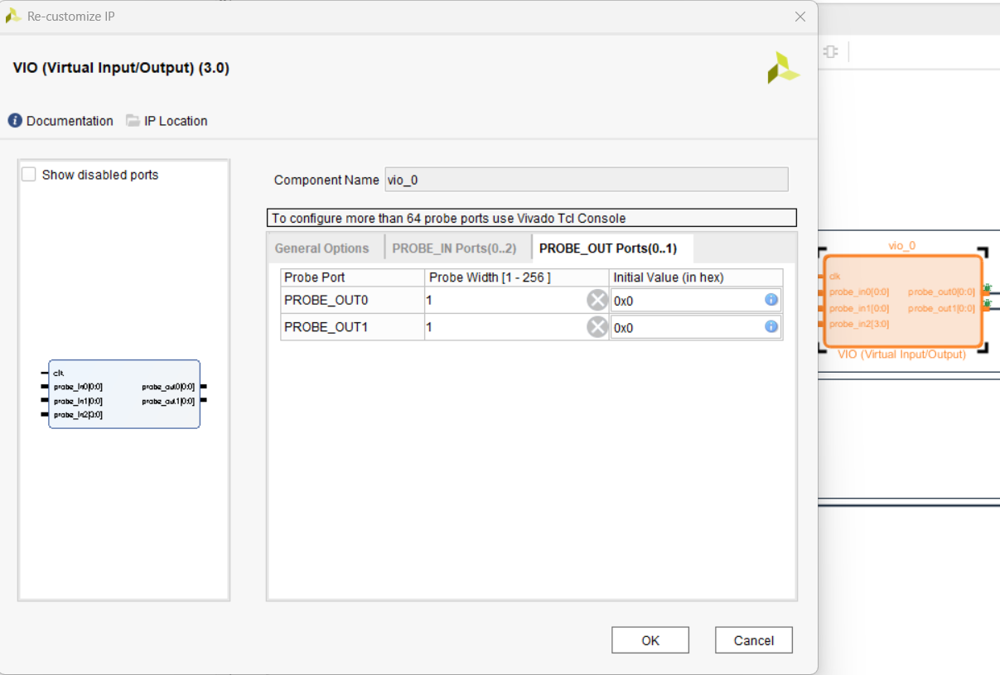 Re-customize IP
VIO (Virtual Input/Output) (3.0)
Documentation IP Location
Show disabled ports
clk
probe_in0[0:0] probe_out0[0:0]
probe_in1[0:0] probe_out1[0:0]
probe_in2[3:0]
Component Name vio_0
To configure more than 64 probe ports use Vivado Tcl Console
General Options PROBE_IN Ports(0..2) PROBE_OUT Ports(0..1)
Probe Port Probe Width [1 - 256 ] Initial Value (in hex)
PROBE_OUT0 1 0x0
PROBE_OUT1 1 0x0
OK Cancel
vio_0
clk
probe_in0[0:0] probe_out0[0:0]
probe_in1[0:0] probe_out1[0:0]
probe_in2[3:0]
VIO (Virtual Input/Output)